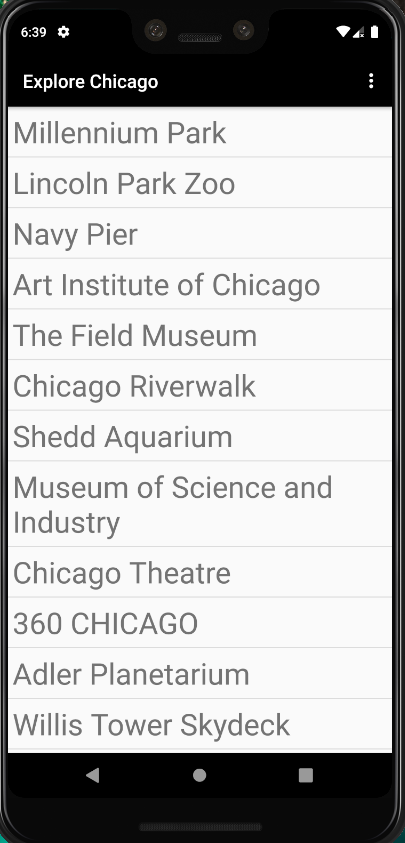 6:39
Explore Chicago
Millennium Park
Lincoln Park Zoo
Navy Pier
Art Institute of Chicago
The Field Museum
Chicago Riverwalk
Shedd Aquarium
Museum of Science and
Industry
Chicago Theatre
360 CHICAGO
Adler Planetarium
Willis Tower Skydeck